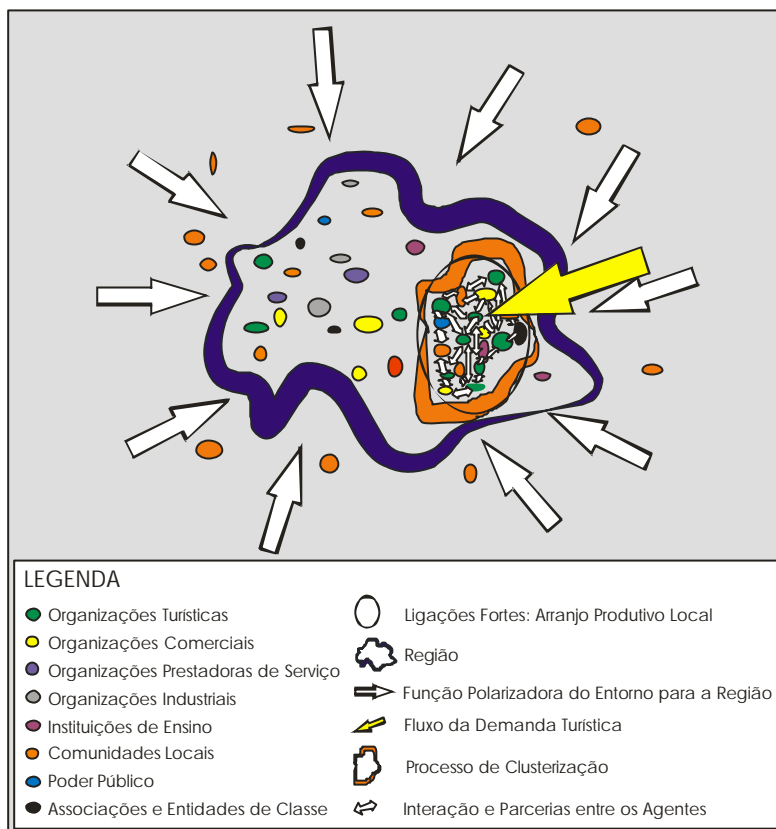 LEGENDA
Organizações Turísticas
Organizações Comerciais
Organizações Prestadoras de Serviço
Organizações Industriais
Instituições de Ensino
Comunidades Locais
Poder Público
Associações e Entidades de Classe
Ligações Fortes: Arranjo Produtivo Local
Região
Função Polarizadora do Entorno para a Região
Fluxo da Demanda Turística
Processo de Clusterização
Interação e Parcerias entre os Agentes